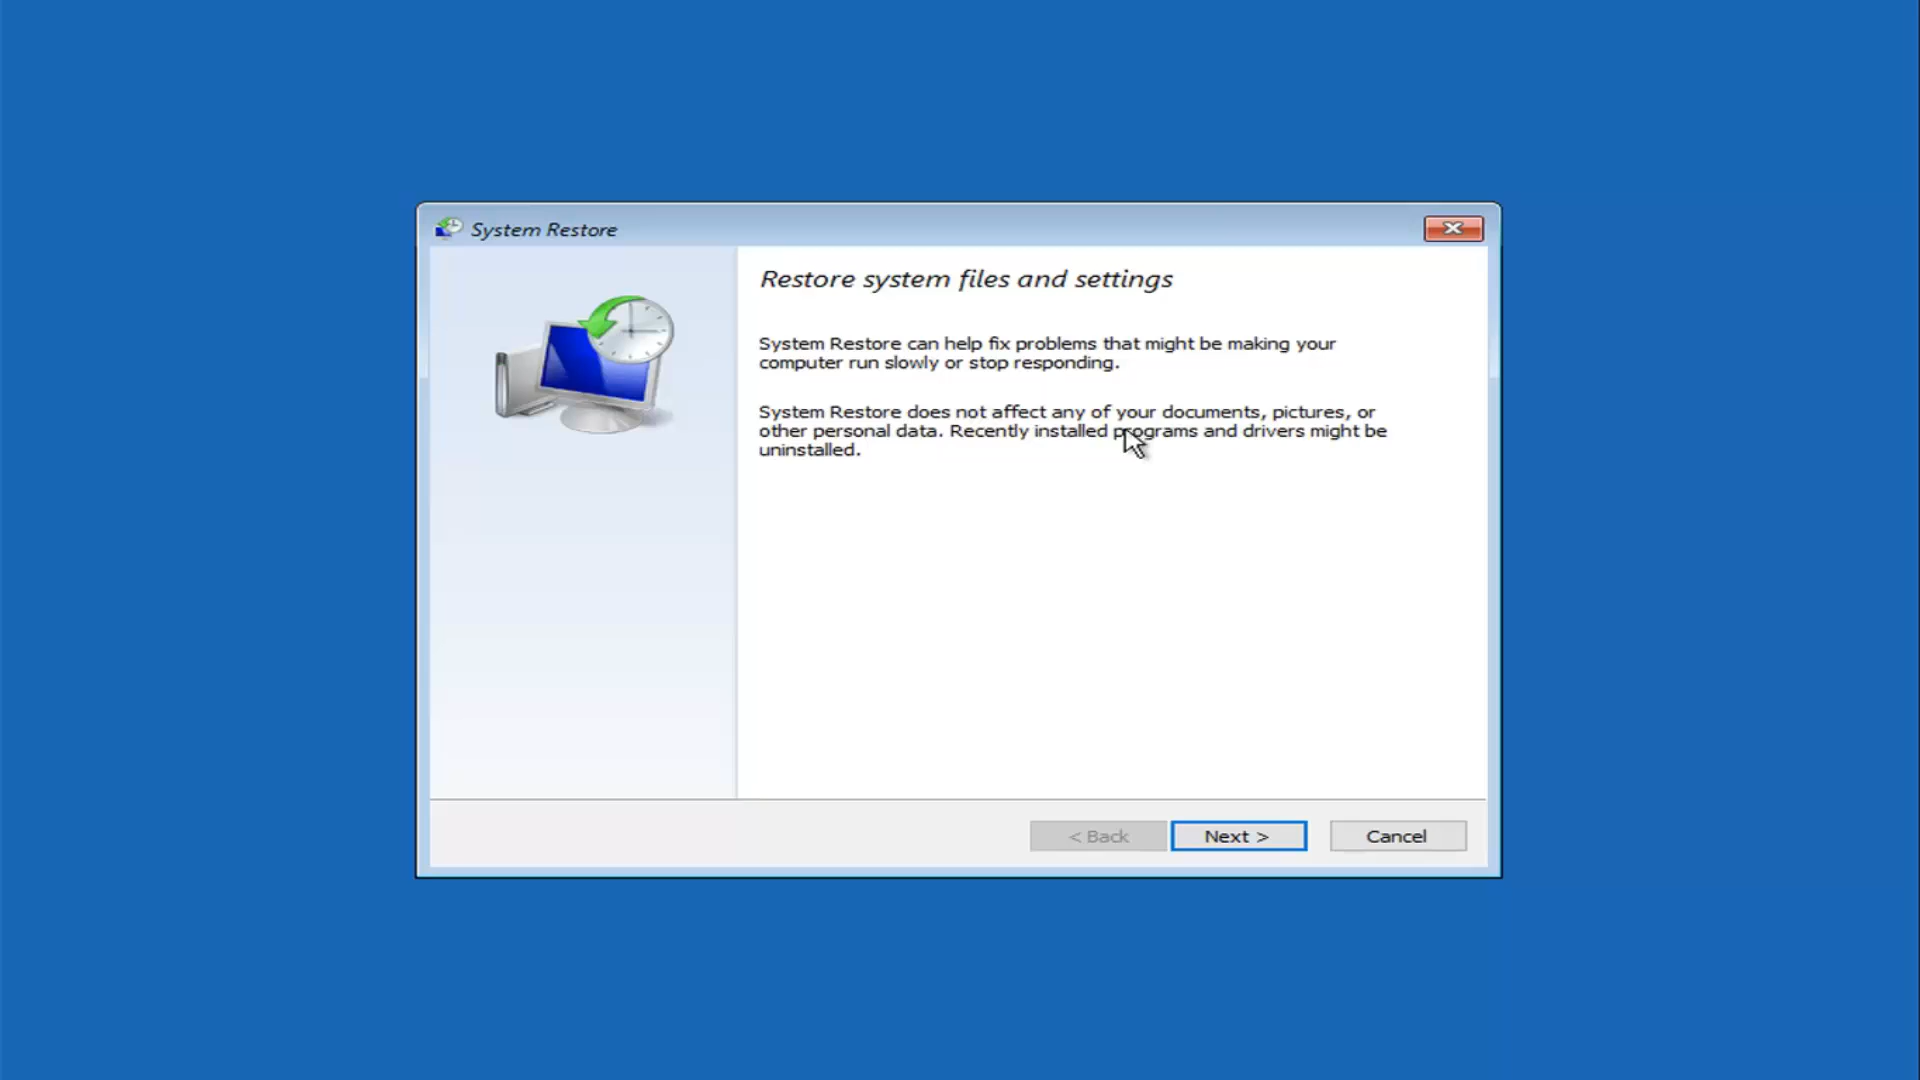 System Restore
Restore system files and settings
System Restore can help fix problems that might be making your
computer run slowly or stop responding.
System Restore does not affect any of your documents, pictures, or
other personal data. Recently installed programs and drivers might be
uninstalled.
< Back
Next >
Cancel